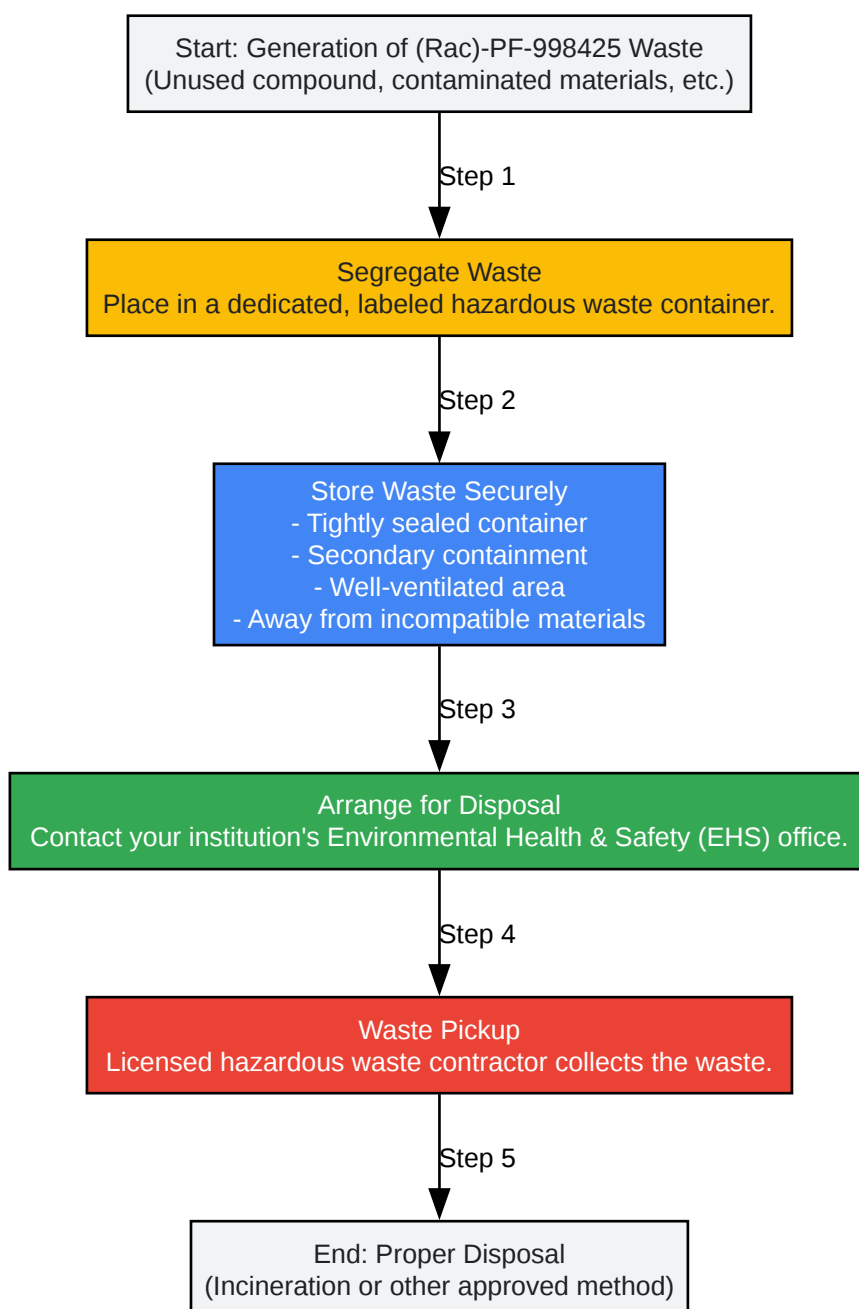 Start: Generation of (Rac)-PF-998425 Waste
(Unused compound, contaminated materials, etc.)
Step 1
Segregate Waste
Place in a dedicated, labeled hazardous waste container.
Step 2
Store Waste Securely
- Tightly sealed container
- Secondary containment
- Well-ventilated area
- Away from incompatible materials
Step 3
Arrange for Disposal
Contact your institution's Environmental Health & Safety (EHS) office.
Step 4
Waste Pickup
Licensed hazardous waste contractor collects the waste.
Step 5
End: Proper Disposal
(Incineration or other approved method)